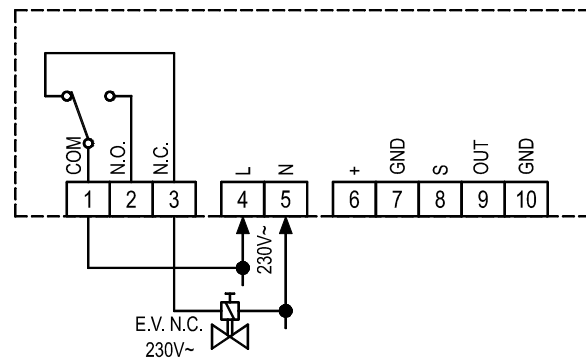 COM
N.O.
N.C.
L
N
+
GND
S
OUT
GND
1
2
3
4
5
6
7
8
9
10
230V~
E.V. N.C.
230V~